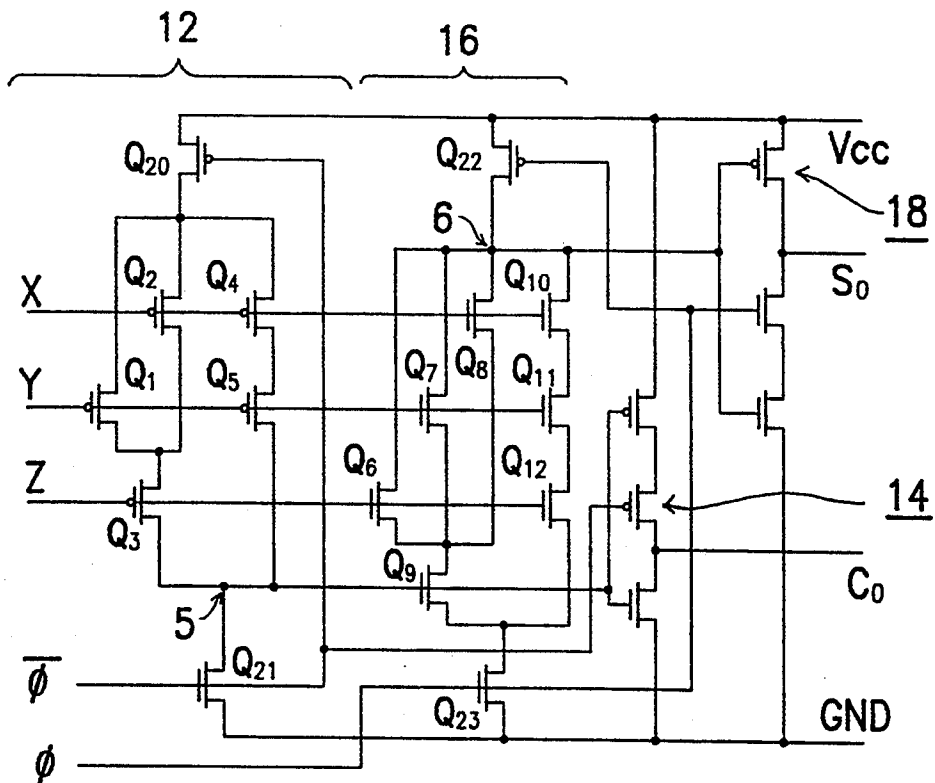 12 16
Q20 Q22 Vcc
18
6
Q2 Q4 Q10 S0
X
Q1 Q5 Q7 Q8 Q11
Y
Q6 Q12
Z 14
Q3
Q9
C0
5
Q21
φ̅
Q23 GND
φ